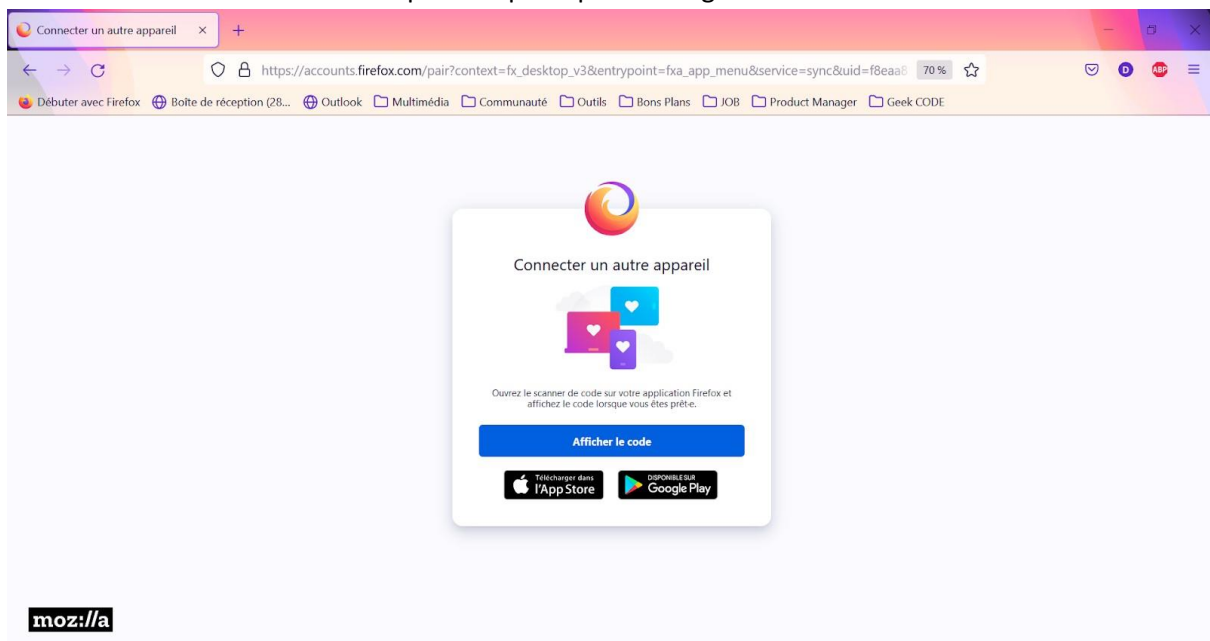 Connecter un autre appareil
https://accounts.firefox.com/pair?context=fx_desktop_v3&entrypoint=fxa_app_menu&service=sync&uid=f8eaa8 70 %
D ABP
Débuter avec Firefox Boîte de réception (28... Outlook Multimédia Communauté Outils Bons Plans JOB Product Manager Geek CODE
Connecter un autre appareil
Ouvrez le scanner de code sur votre application Firefox et
affichez le code lorsque vous êtes prêt·e.
Afficher le code
Télécharger dans
l'App Store
DISPONIBLE SUR
Google Play
moz://a